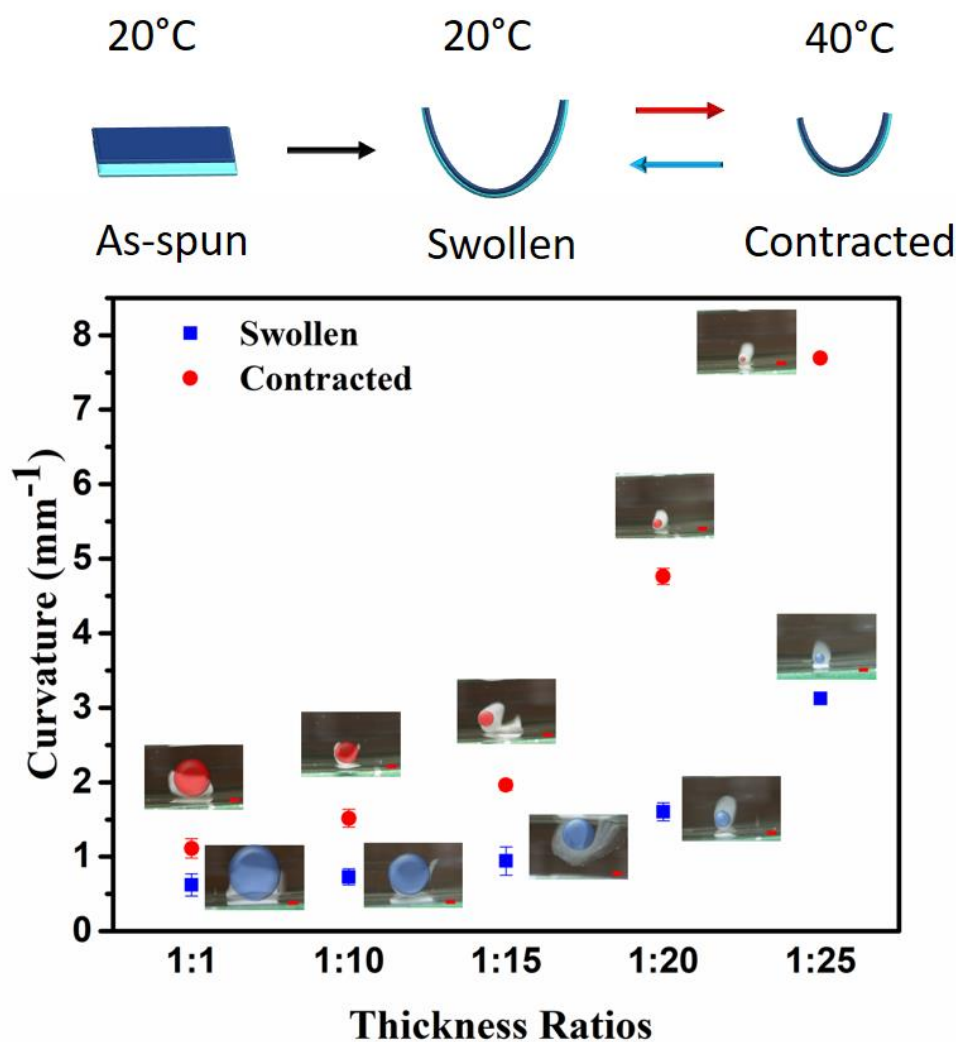 20°C 20°C 40°C
As-spun Swollen Contracted
Swollen
Contracted
8
7
6
5
4
3
2
1
0
Curvature (mm⁻¹)
1:1 1:10 1:15 1:20 1:25
Thickness Ratios